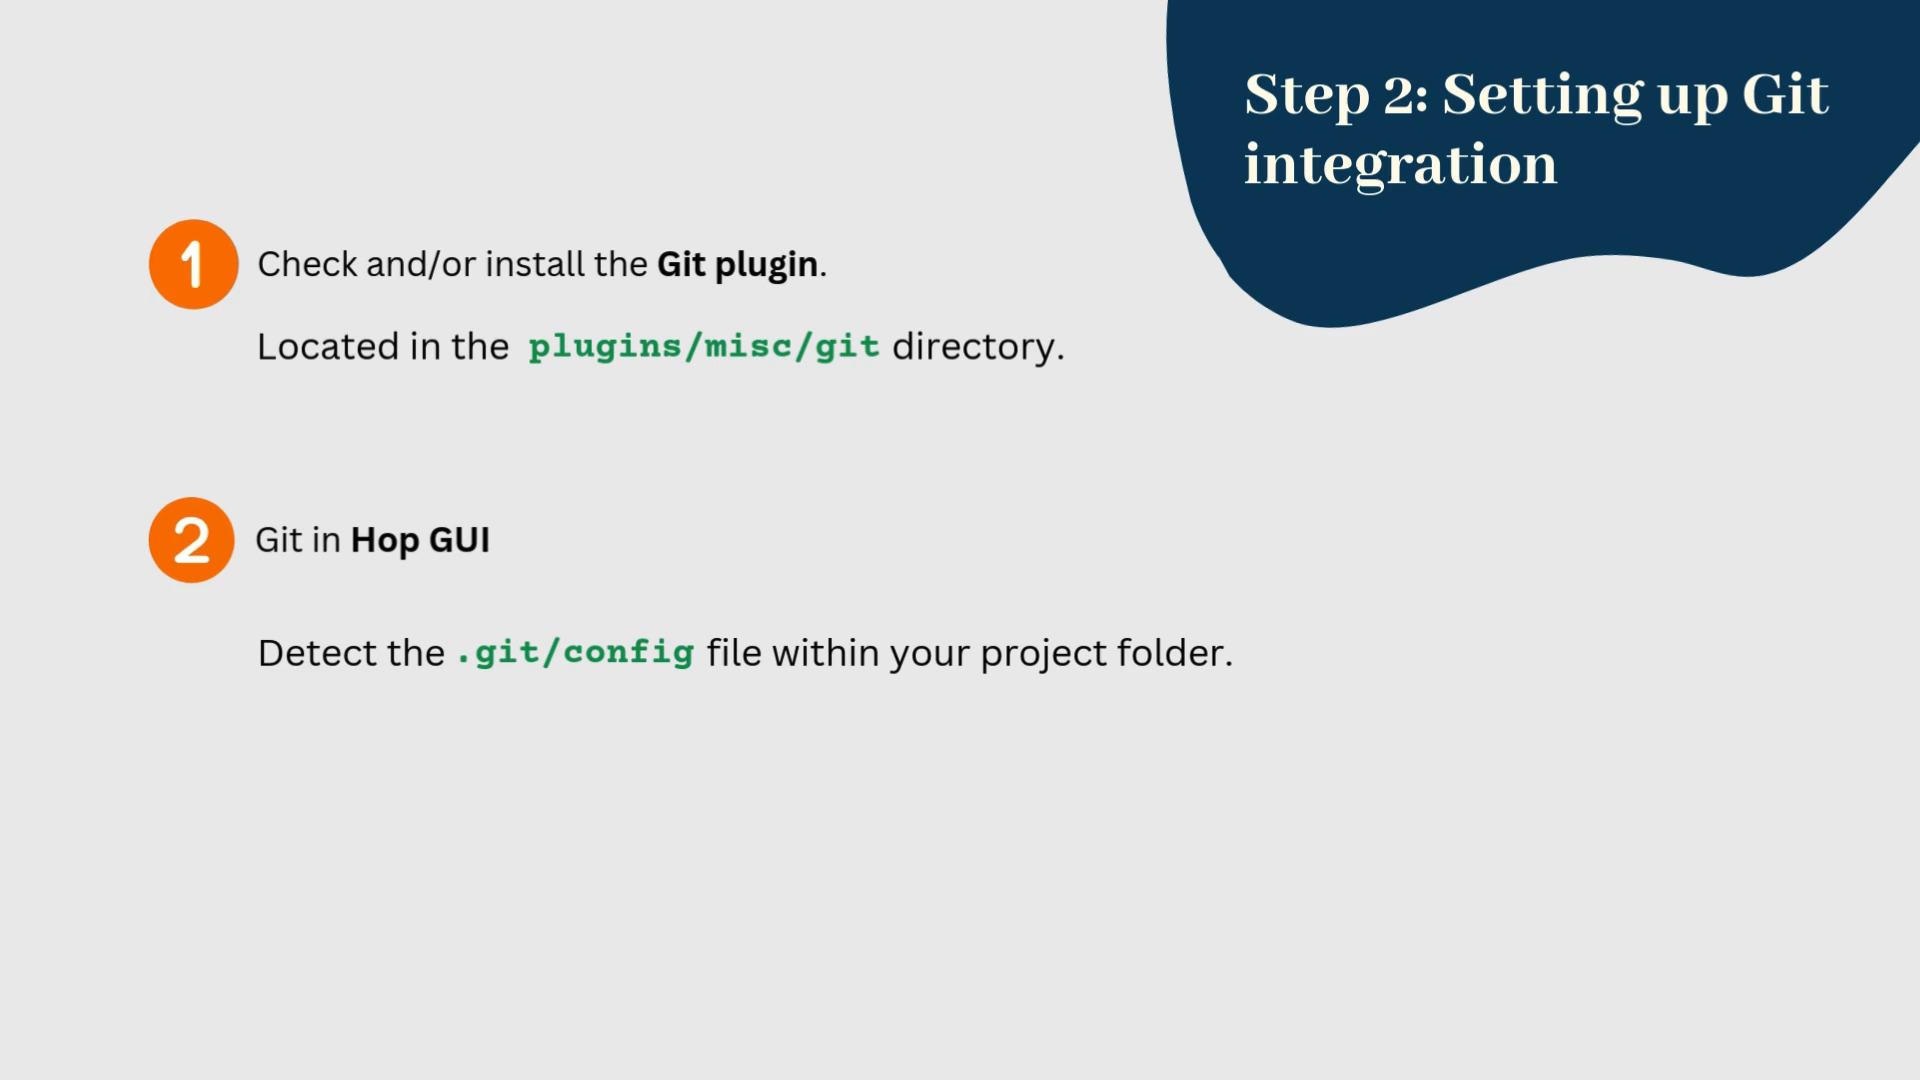 Step 2: Setting up Git
integration
1 Check and/or install the Git plugin.
Located in the plugins/misc/git directory.
2 Git in Hop GUI
Detect the .git/config file within your project folder.